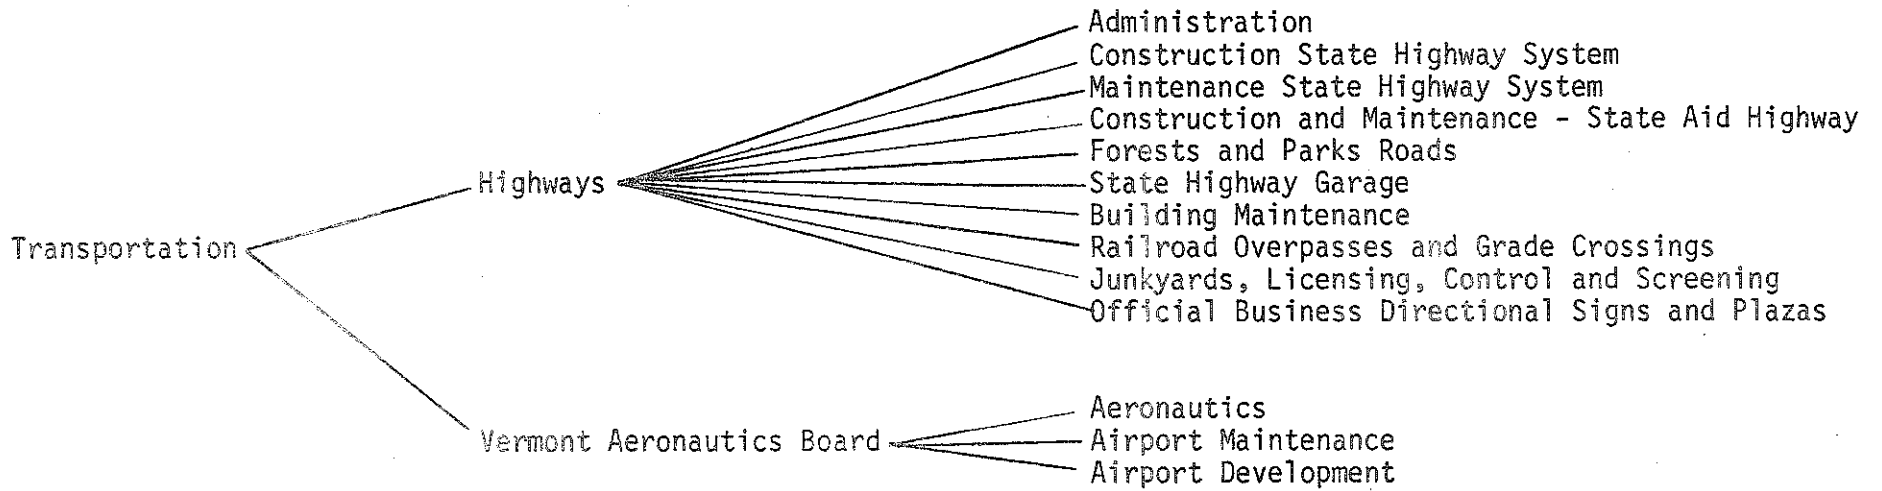 Administration
Construction State Highway System
Maintenance State Highway System
Construction and Maintenance - State Aid Highway
Forests and Parks Roads
Highways
State Highway Garage
Building Maintenance
Transportation
Railroad Overpasses and Grade Crossings
Junkyards, Licensing, Control and Screening
Official Business Directional Signs and Plazas
Aeronautics
Vermont Aeronautics Board
Airport Maintenance
Airport Development